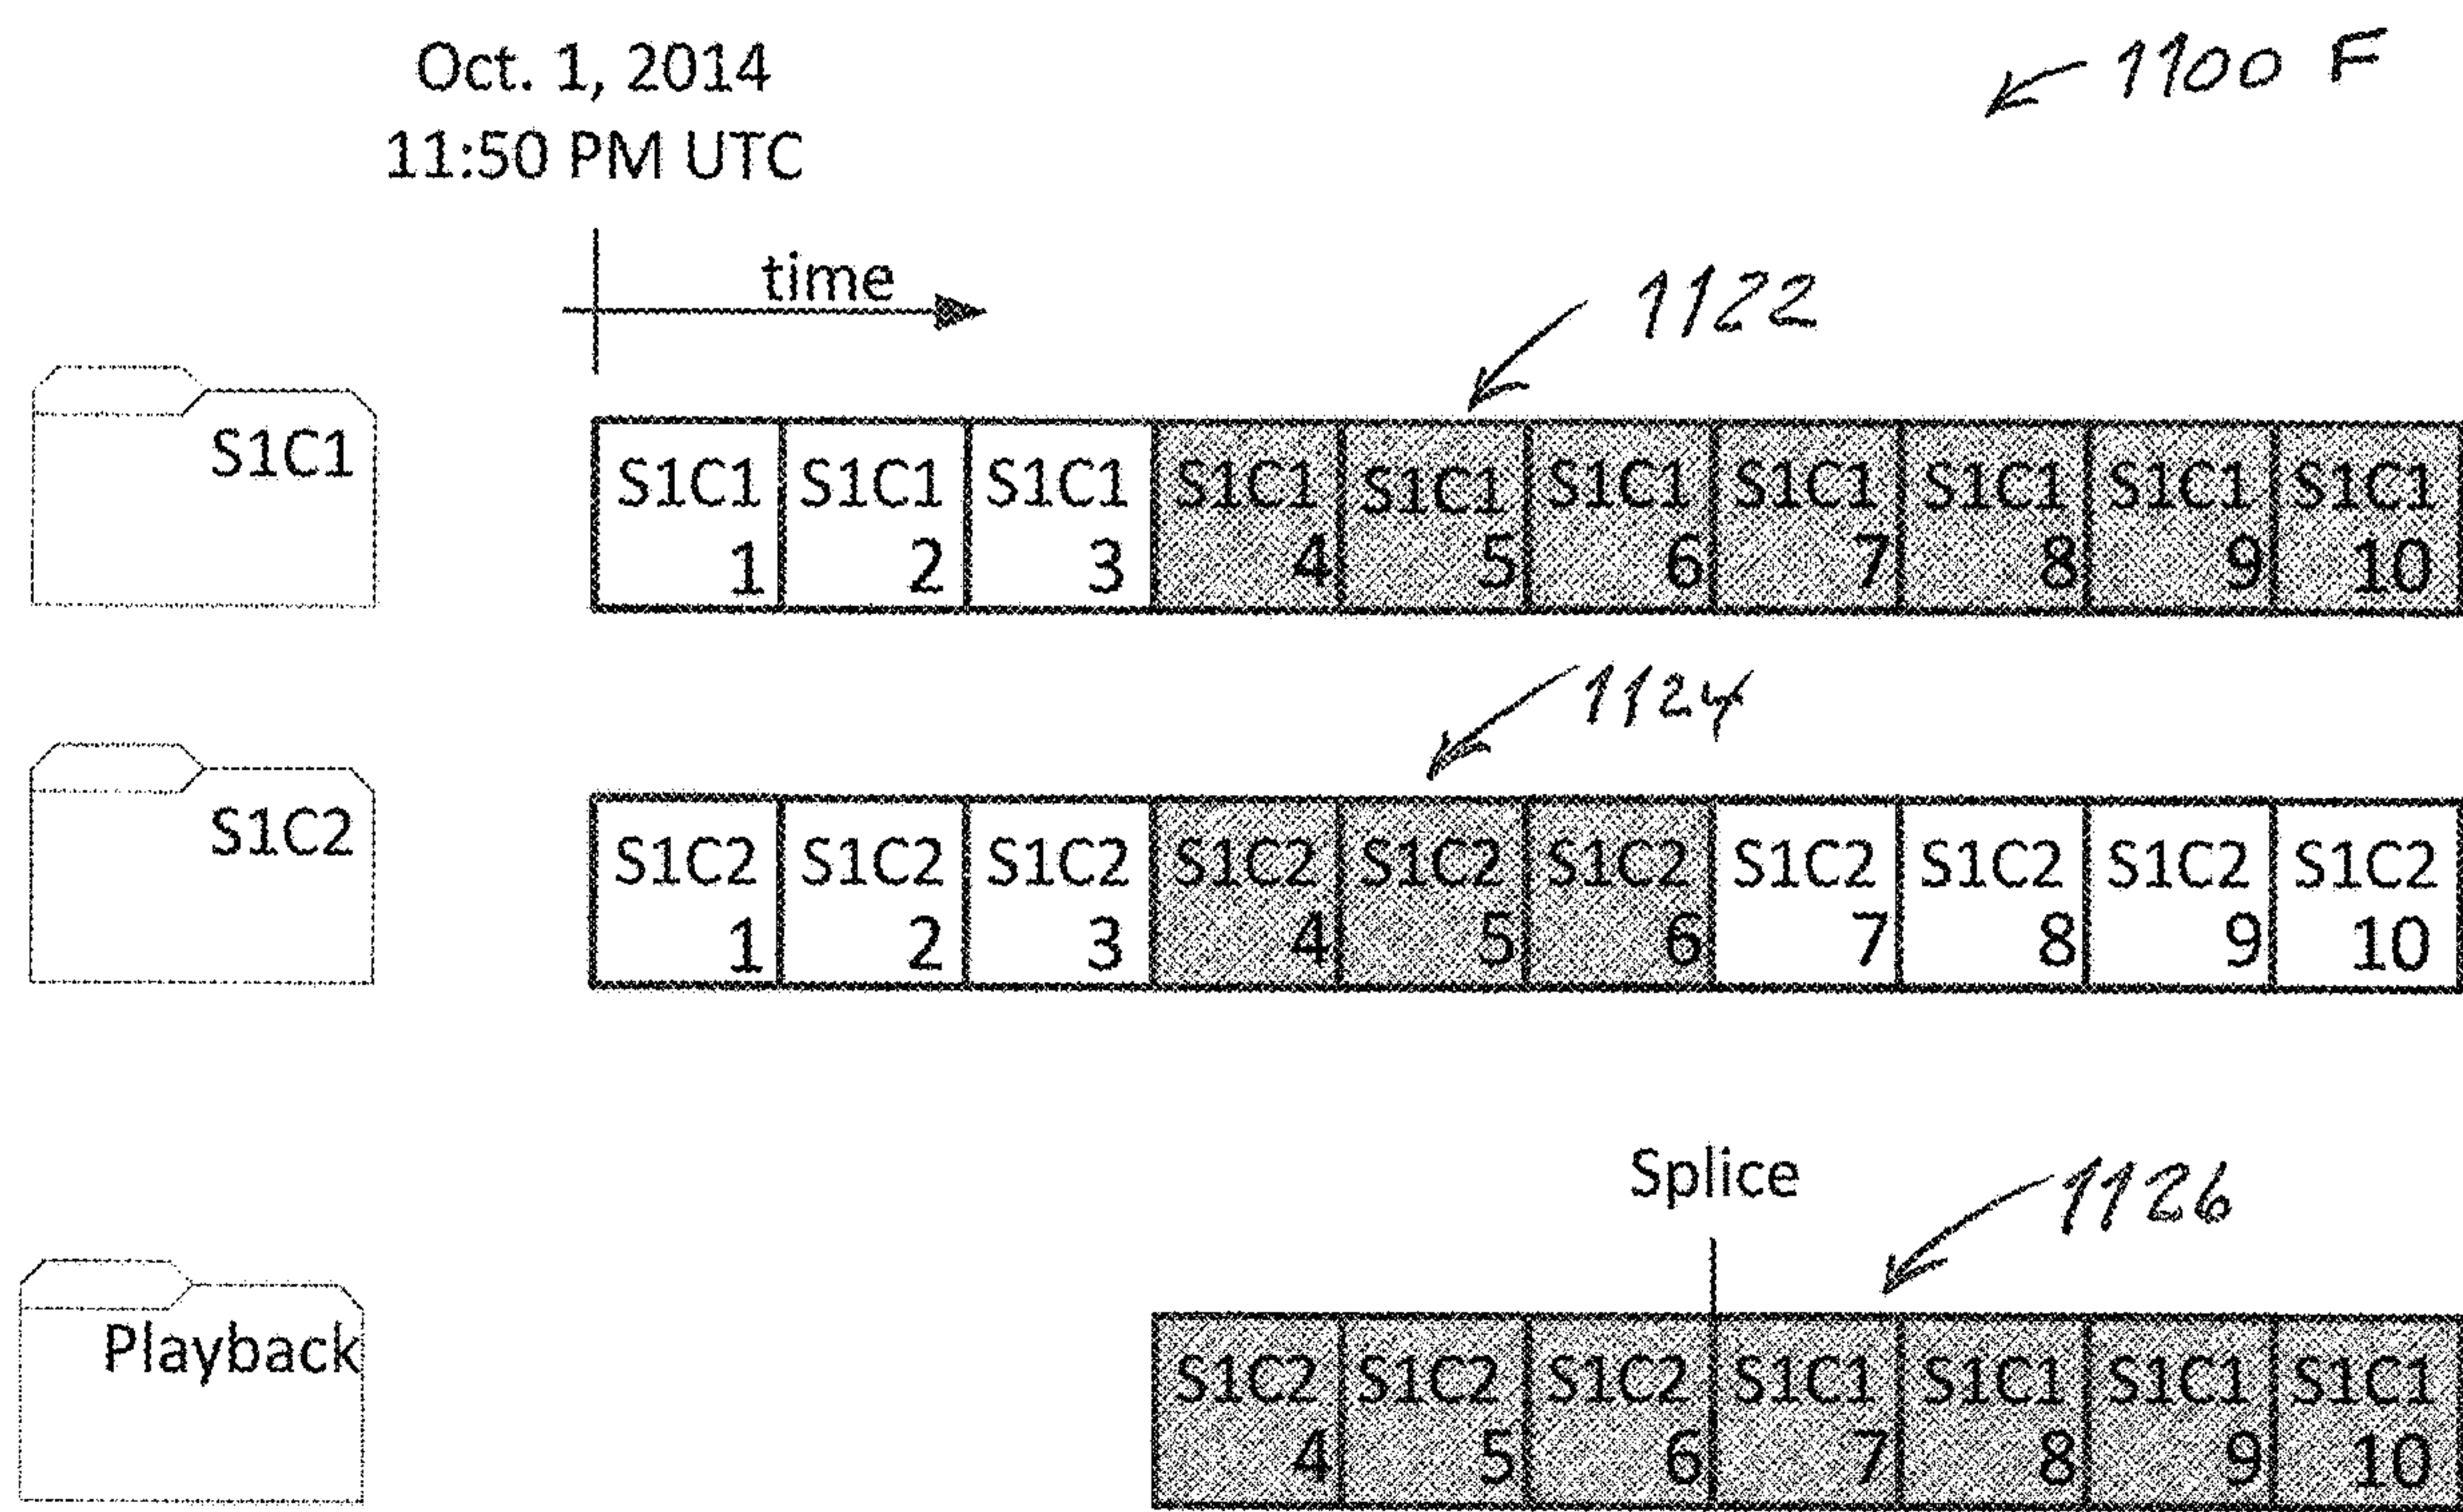 Oct. 1, 2014
11:50 PM UTC
1100 F
time
1122
S1C1
S1C1 S1C1 S1C1 S1C1 S1C1 S1C1 S1C1 S1C1 S1C1 S1C1
1 2 3 4 5 6 7 8 9 10
1124
S1C2
S1C2 S1C2 S1C2 S1C2 S1C2 S1C2 S1C2 S1C2 S1C2 S1C2
1 2 3 4 5 6 7 8 9 10
Splice
1126
Playback
S1C2 S1C2 S1C2 S1C1 S1C1 S1C1 S1C1
4 5 6 7 8 9 10